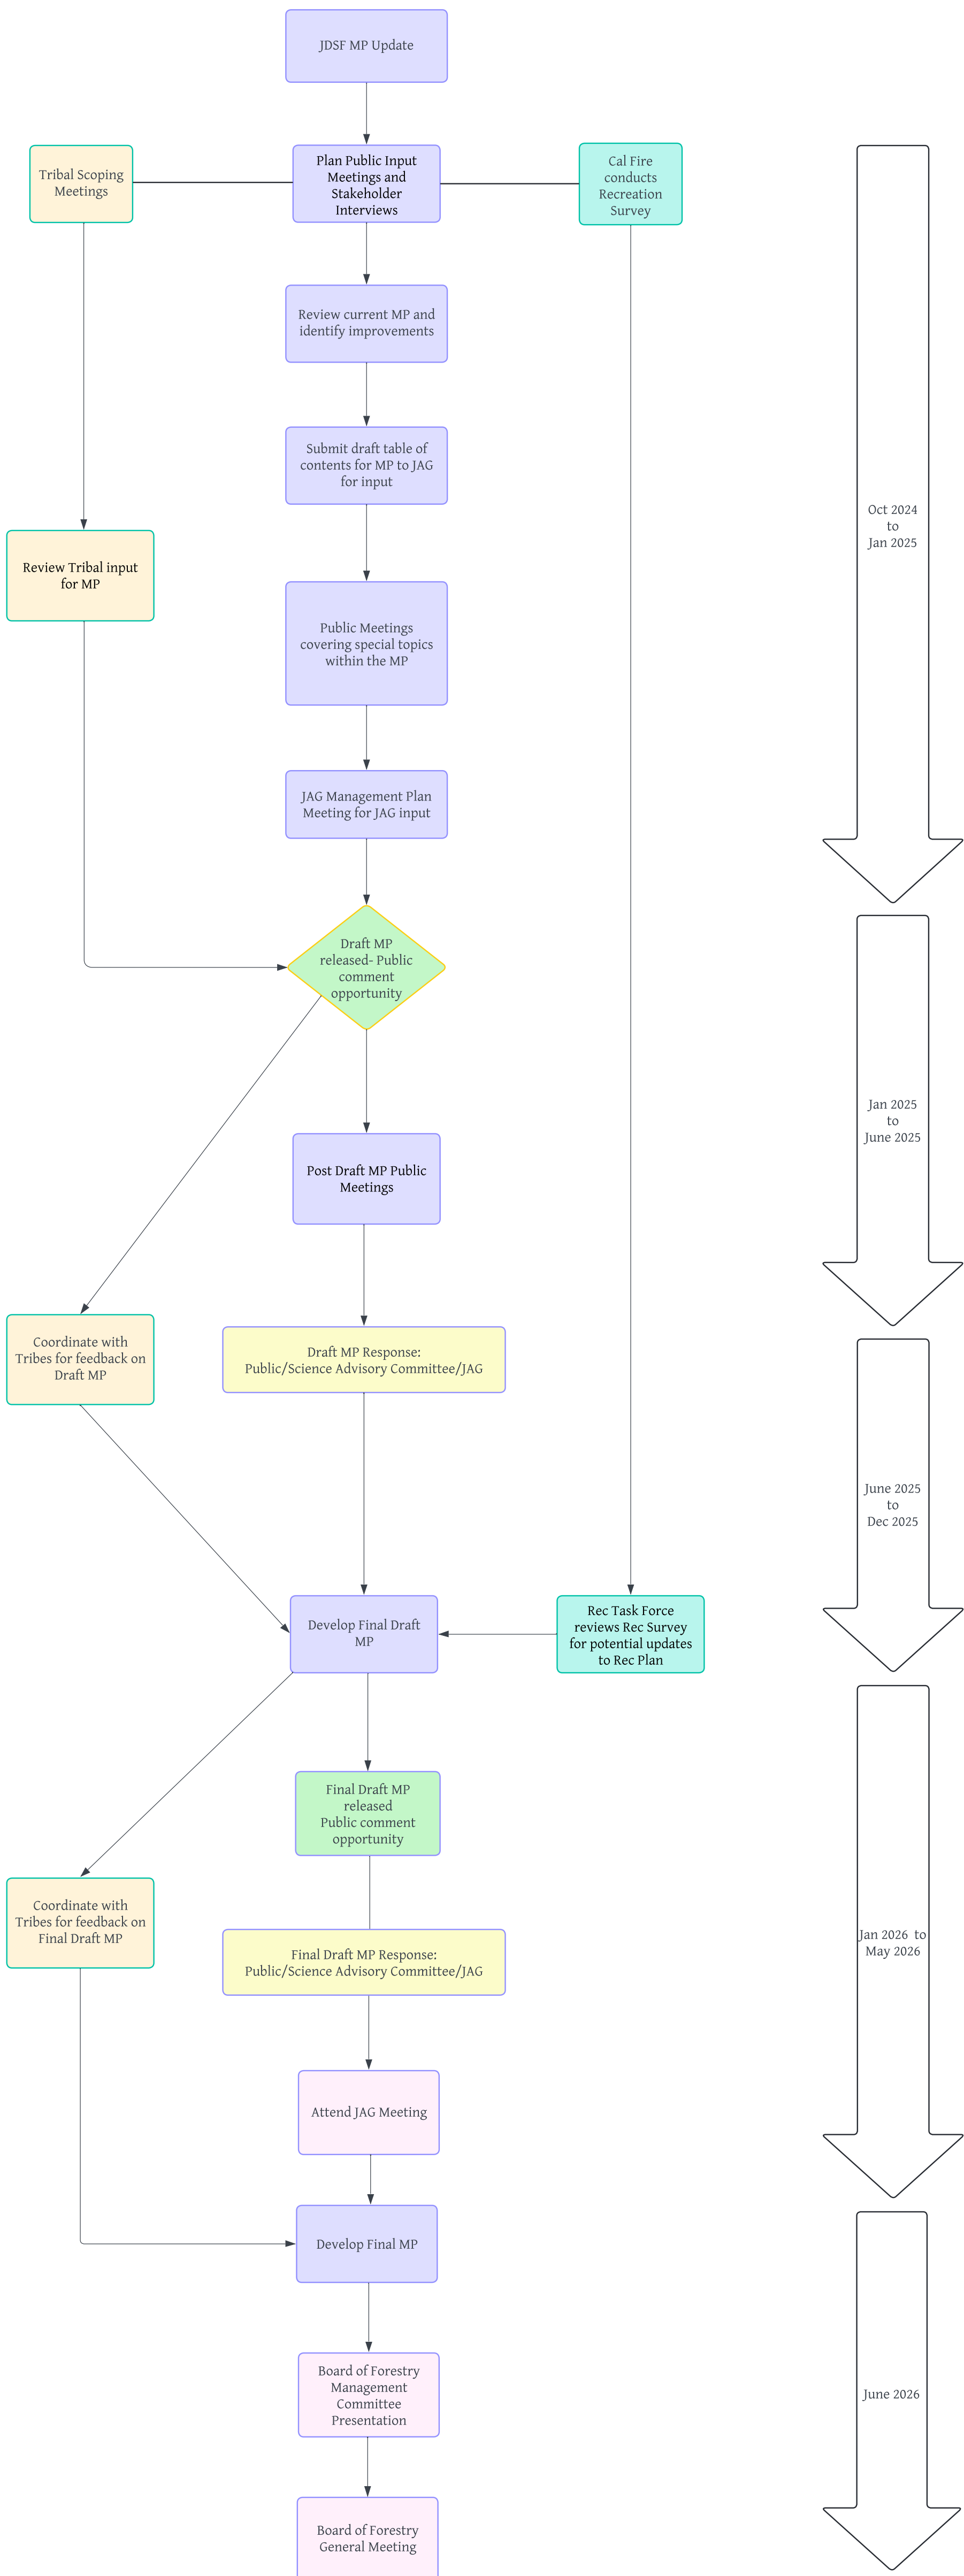 JDSF MP Update
Tribal Scoping
Meetings
Plan Public Input
Meetings and
Stakeholder
Interviews
Cal Fire
conducts
Recreation
Survey
Review current MP and
identify improvements
Submit draft table of
contents for MP to JAG
for input
Oct 2024
to
Jan 2025
Review Tribal input
for MP
Public Meetings
covering special topics
within the MP
JAG Management Plan
Meeting for JAG input
Draft MP
released- Public
comment
opportunity
Jan 2025
to
June 2025
Post Draft MP Public
Meetings
Coordinate with
Tribes for feedback on
Draft MP
Draft MP Response:
Public/Science Advisory Committee/JAG
June 2025
to
Dec 2025
Develop Final Draft
MP
Rec Task Force
reviews Rec Survey
for potential updates
to Rec Plan
Final Draft MP
released
Public comment
opportunity
Coordinate with
Tribes for feedback on
Final Draft MP
Final Draft MP Response:
Public/Science Advisory Committee/JAG
Jan 2026 to
May 2026
Attend JAG Meeting
Develop Final MP
Board of Forestry
Management
Committee
Presentation
June 2026
Board of Forestry
General Meeting